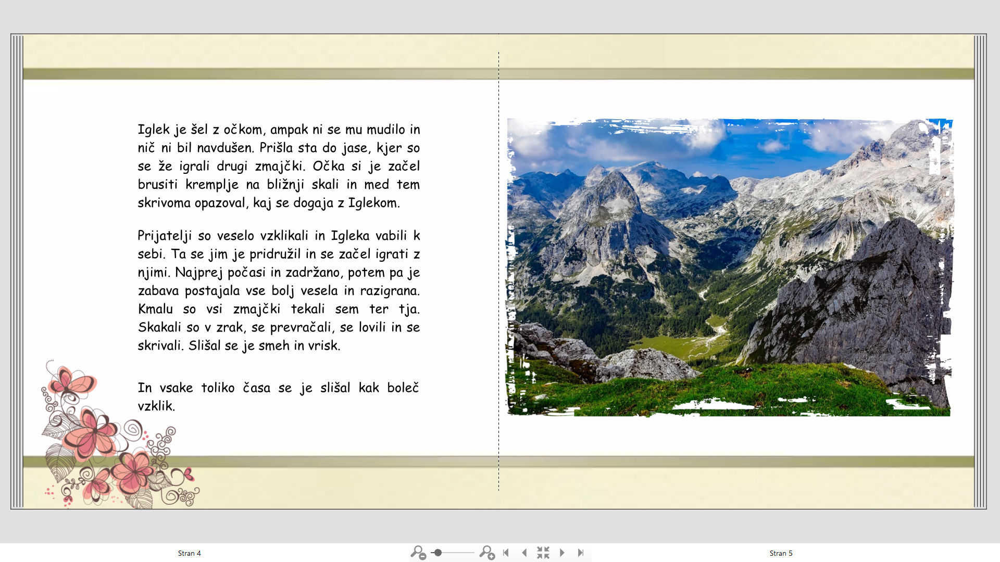 Iglek je šel z očkom, ampak ni se mu mudilo in
nič ni bil navdušen. Prišla sta do jase, kjer so
se že igrali drugi zmajčki. Očka si je začel
brusiti kremplje na bližnji skali in med tem
skrivoma opazoval, kaj se dogaja z Iglekom.
Prijatelji so veselo vzklikali in Igleka vabili k
sebi. Ta se jim je pridružil in se začel igrati z
njimi. Najprej počasi in zadržano, potem pa je
zabava postajala vse bolj vesela in razigrana.
Kmalu so vsi zmajčki tekali sem ter tja.
Skakali so v zrak, se prevračali, se lovili in se
skrivali. Slišal se je smeh in vrisk.
In vsake toliko časa se je slišal kak boleč
vzklik.
Stran 4
Stran 5